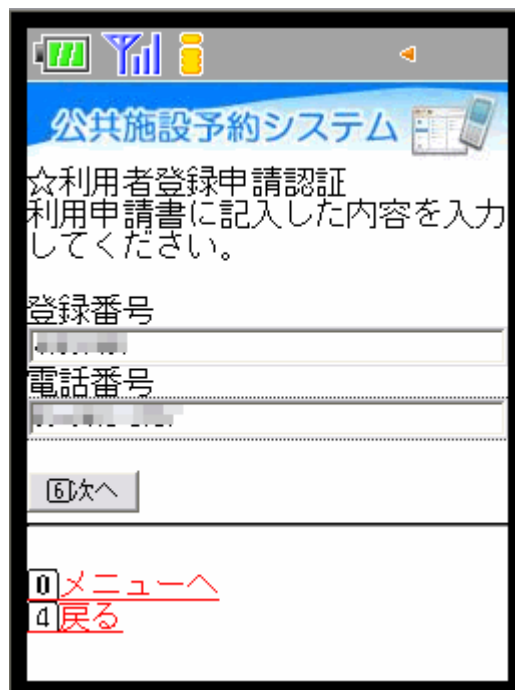 公共施設予約システム
☆利用者登録申請認証
利用申請書に記入した内容を入力
してください。
登録番号
電話番号
6次へ
0メニューへ
4戻る